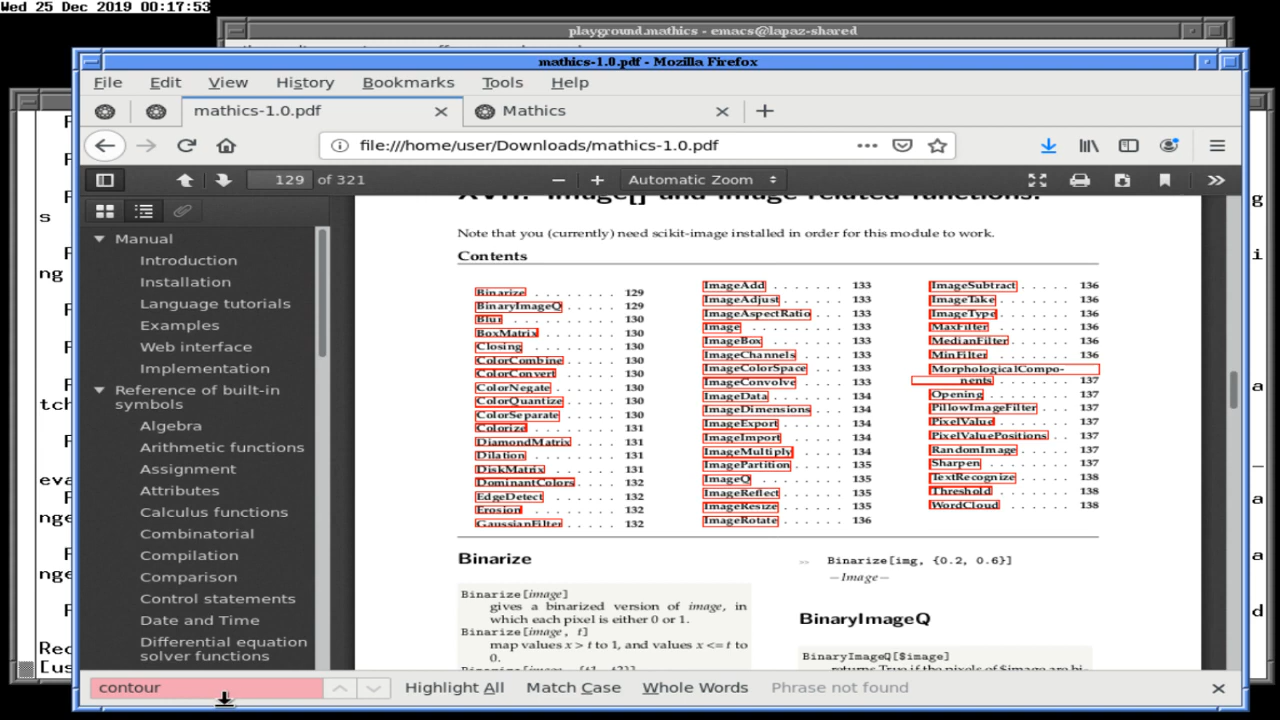 Wed 25 Dec 2019 00:17:53
playground.mathics - emacs@lapaz-shared
mathics-1.0.pdf - Mozilla Firefox
File Edit View History Bookmarks Tools Help
mathics-1.0.pdf Mathics
file:///home/user/Downloads/mathics-1.0.pdf
129 of 321 Automatic Zoom
Manual
Introduction
Installation
Language tutorials
Examples
Web interface
Implementation
Reference of built-in
symbols
Algebra
Arithmetic functions
Assignment
Attributes
Calculus functions
Combinatorial
Compilation
Comparison
Control statements
Date and Time
Differential equation
solver functions
Note that you (currently) need scikit-image installed in order for this module to work.
Contents
Binarize . . . . . . . 129
BinaryImageQ . . . . 129
Blur . . . . . . . . . 130
BoxMatrix . . . . . . 130
Closing . . . . . . . . 130
ColorCombine . . . . 130
ColorConvert . . . . 130
ColorNegate . . . . . 130
ColorQuantize . . . . 130
ColorSeparate . . . . 130
Colorize . . . . . . . 131
DiamondMatrix . . . 131
Dilation . . . . . . . 131
DiskMatrix . . . . . 131
DominantColors . . . 132
EdgeDetect . . . . . 132
Erosion . . . . . . . 132
GaussianFilter . . . . 132
ImageAdd . . . . . . 133
ImageAdjust . . . . . 133
ImageAspectRatio . . 133
Image . . . . . . . . 133
ImageBox . . . . . . 133
ImageChannels . . . 133
ImageColorSpace . . 133
ImageConvolve . . . 133
ImageData . . . . . . 134
ImageDimensions . . 134
ImageExport . . . . . 134
ImageImport . . . . . 134
ImageMultiply . . . . 134
ImagePartition . . . . 135
ImageQ . . . . . . . 135
ImageReflect . . . . . 135
ImageResize . . . . . 135
ImageRotate . . . . . 136
ImageSubtract . . . . 136
ImageTake . . . . . . 136
ImageType . . . . . . 136
MaxFilter . . . . . . 136
MedianFilter . . . . . 136
MinFilter . . . . . . 136
MorphologicalCompo-
nents . . . . . . 137
Opening . . . . . . . 137
PillowImageFilter . . 137
PixelValue . . . . . . 137
PixelValuePositions . . 137
RandomImage . . . . 137
Sharpen . . . . . . . 137
TextRecognize . . . . 138
Threshold . . . . . . 138
WordCloud . . . . . 138
Binarize
Binarize[image]
gives a binarized version of image, in
which each pixel is either 0 or 1.
Binarize[image, t]
map values x > t to 1, and values x <= t to
0.
>> Binarize[img, {0.2, 0.6}]
−Image−
BinaryImageQ
BinaryImageQ[$image]
returns True if the pixels of $image are bi-
contour Highlight All Match Case Whole Words Phrase not found